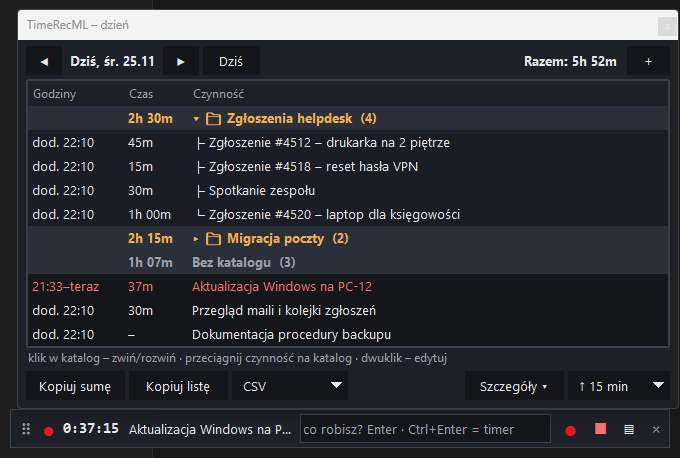 TimeRecML – dzień
◄ Dziś, śr. 25.11 ► Dziś Razem: 5h 52m +
Godziny Czas Czynność
2h 30m ▾ Zgłoszenia helpdesk (4)
dod. 22:10 45m ├ Zgłoszenie #4512 – drukarka na 2 piętrze
dod. 22:10 15m ├ Zgłoszenie #4518 – reset hasła VPN
dod. 22:10 30m ├ Spotkanie zespołu
dod. 22:10 1h 00m └ Zgłoszenie #4520 – laptop dla księgowości
2h 15m ▸ Migracja poczty (2)
1h 07m Bez katalogu (3)
21:33–teraz 37m Aktualizacja Windows na PC-12
dod. 22:10 30m Przegląd maili i kolejki zgłoszeń
dod. 22:10 – Dokumentacja procedury backupu
klik w katalog – zwiń/rozwiń · przeciągnij czynność na katalog · dwuklik – edytuj
Kopiuj sumę Kopiuj listę CSV Szczegóły ▾ ↑ 15 min
0:37:15 Aktualizacja Windows na P... co robisz? Enter · Ctrl+Enter = timer